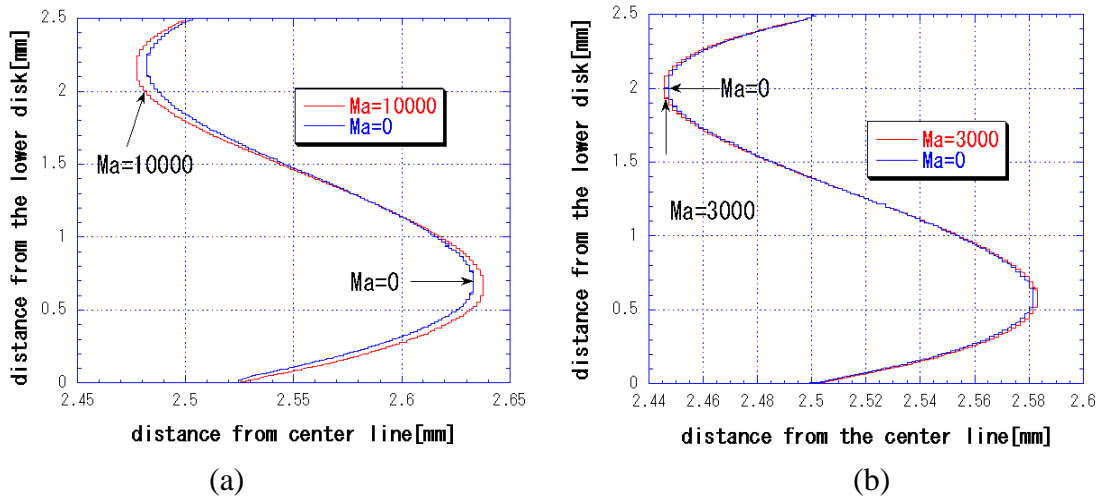 2.5
2
1.5
1
0.5
0
distance from the lower disk[mm]
Ma=10000
Ma=0
Ma=10000
Ma=0
2.45
2.5
2.55
2.6
2.65
distance from center line[mm]
(a)
2.5
2
1.5
1
0.5
0
distance from the lower disk[mm]
Ma=0
Ma=3000
Ma=0
Ma=3000
2.44
2.46
2.48
2.5
2.52
2.54
2.56
2.58
2.6
distance from the center line[mm]
(b)